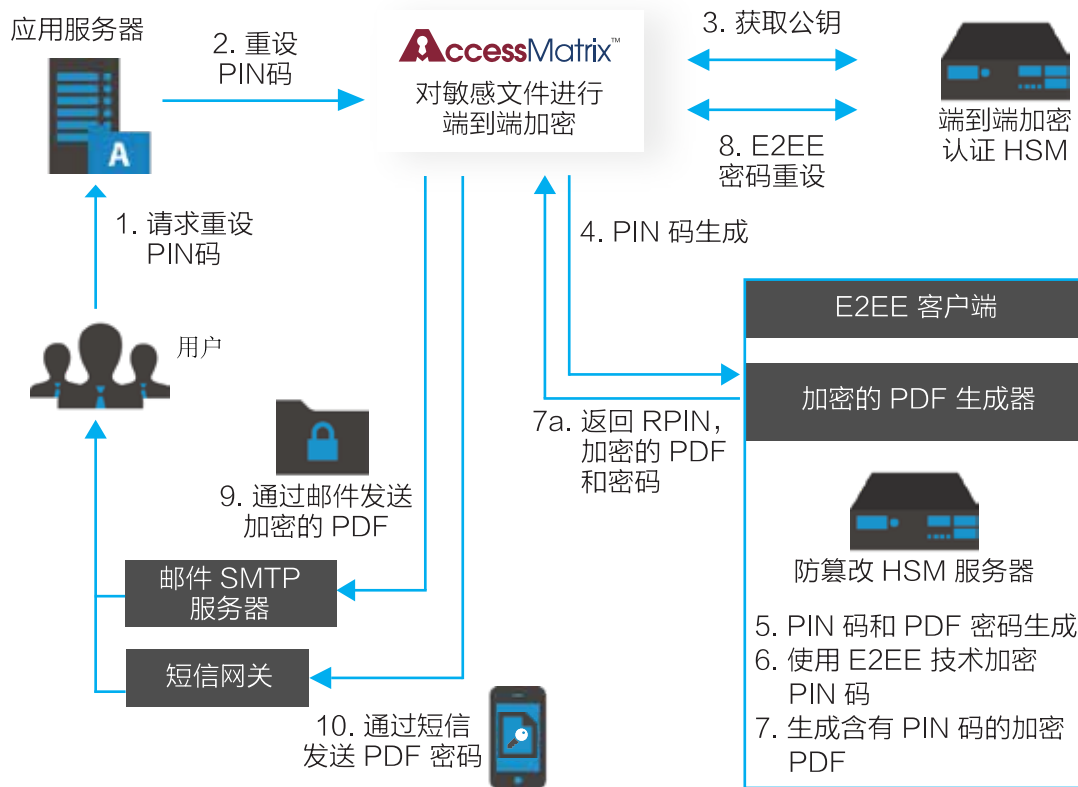 应用服务器
A
2. 重设
PIN码
AccessMatrix™
对敏感文件进行
端到端加密
3. 获取公钥
8. E2EE
密码重设
端到端加密
认证 HSM
1. 请求重设
PIN码
用户
4. PIN 码生成
7a. 返回 RPIN，
加密的 PDF
和密码
E2EE 客户端
加密的 PDF 生成器
防篡改 HSM 服务器
5. PIN 码和 PDF 密码生成
6. 使用 E2EE 技术加密
PIN 码
7. 生成含有 PIN 码的加密
PDF
9. 通过邮件发送
加密的 PDF
邮件 SMTP
服务器
短信网关
10. 通过短信
发送 PDF 密码